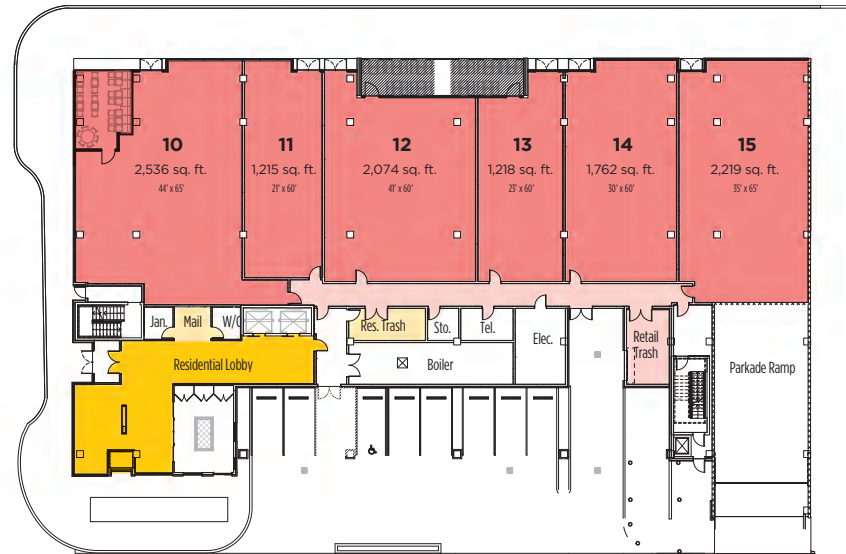 10
2,536 sq. ft.
44' x 65'
11
1,215 sq. ft.
21' x 60'
12
2,074 sq. ft.
41' x 60'
13
1,218 sq. ft.
23' x 60'
14
1,762 sq. ft.
30' x 60'
15
2,219 sq. ft.
35' x 65'
Jan.
Mail
W/C
Res. Trash
Sto.
Tel.
Elec.
Retail
Trash
Residential Lobby
Boiler
Parkade Ramp